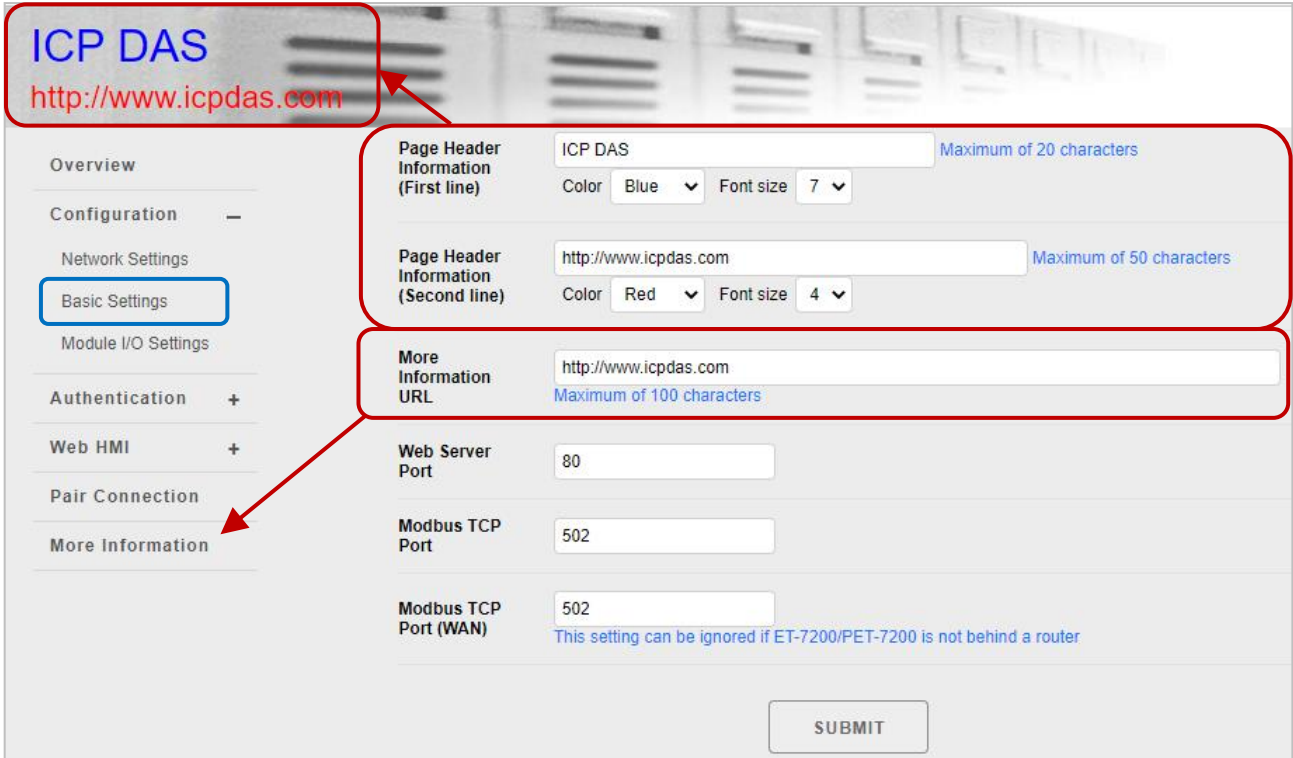 ICP DAS
http://www.icpdas.com
Overview
Configuration –
Network Settings
Basic Settings
Module I/O Settings
Authentication +
Web HMI +
Pair Connection
More Information
Page Header
Information
(First line)
ICP DAS
Maximum of 20 characters
Color Blue Font size 7
Page Header
Information
(Second line)
http://www.icpdas.com
Maximum of 50 characters
Color Red Font size 4
More
Information
URL
http://www.icpdas.com
Maximum of 100 characters
Web Server
Port
80
Modbus TCP
Port
502
Modbus TCP
Port (WAN)
502
This setting can be ignored if ET-7200/PET-7200 is not behind a router
SUBMIT